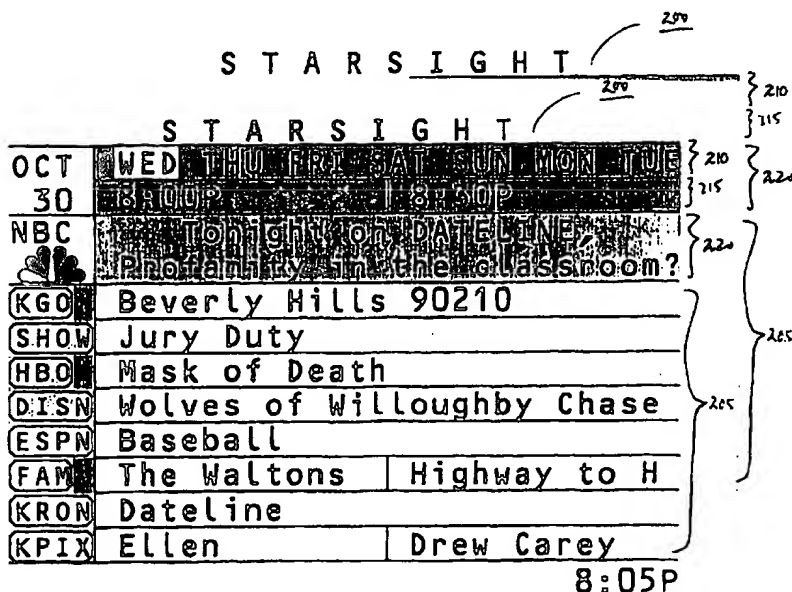 200
S T A R S I G H T
200
210
215
S T A R S I G H T
OCT WED THU FRI SAT SUN MON TUE 210 220
30 8:00P 8:30P 215
NBC Tonight on DATELINE,
Profanity in the classroom? 220
205
KGO Beverly Hills 90210
SHOW Jury Duty
HBO Mask of Death
DISN Wolves of Willoughby Chase 205
ESPN Baseball
FAM The Waltons Highway to H
KRON Dateline
KPIX Ellen Drew Carey
8:05P